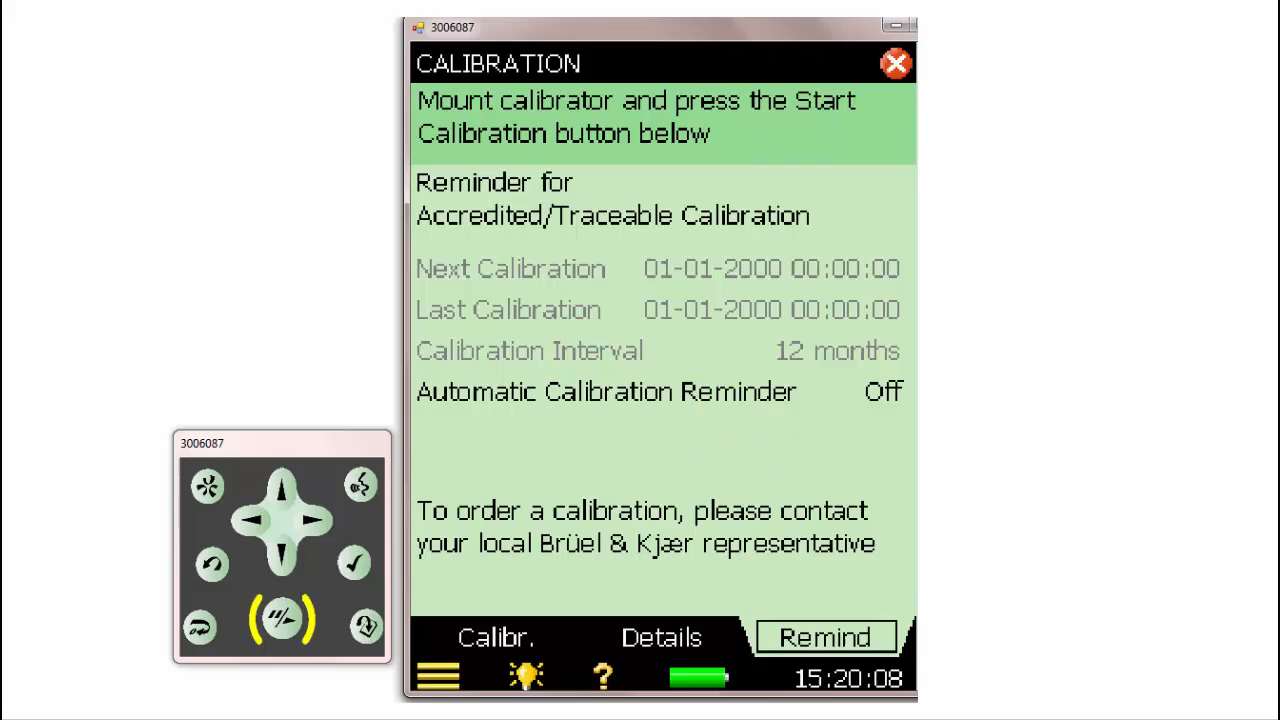 3006087
CALIBRATION
Mount calibrator and press the Start
Calibration button below
Reminder for
Accredited/Traceable Calibration
Next Calibration 01-01-2000 00:00:00
Last Calibration 01-01-2000 00:00:00
Calibration Interval 12 months
Automatic Calibration Reminder Off
To order a calibration, please contact
your local Brüel & Kjær representative
Calibr. Details Remind
? 15:20:08
3006087